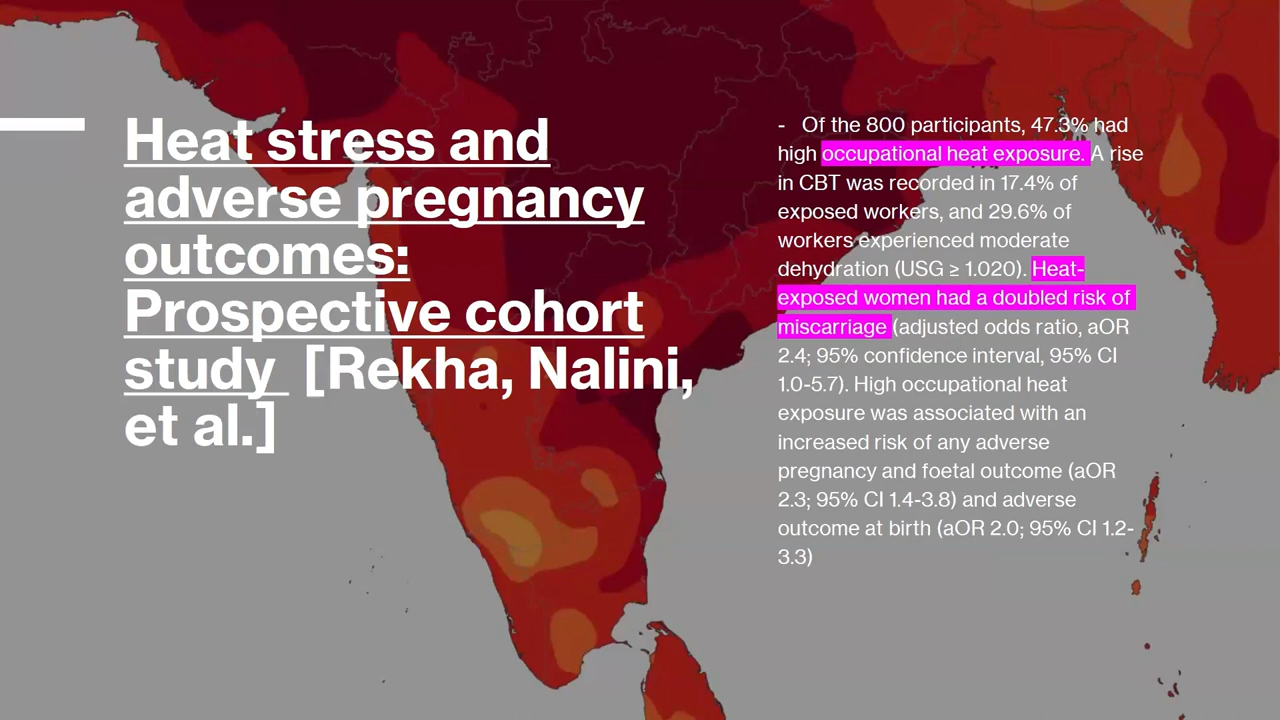 Heat stress and
adverse pregnancy
outcomes:
Prospective cohort
study [Rekha, Nalini,
et al.]
- Of the 800 participants, 47.3% had
high occupational heat exposure. A rise
in CBT was recorded in 17.4% of
exposed workers, and 29.6% of
workers experienced moderate
dehydration (USG ≥ 1.020). Heat-
exposed women had a doubled risk of
miscarriage (adjusted odds ratio, aOR
2.4; 95% confidence interval, 95% CI
1.0-5.7). High occupational heat
exposure was associated with an
increased risk of any adverse
pregnancy and foetal outcome (aOR
2.3; 95% CI 1.4-3.8) and adverse
outcome at birth (aOR 2.0; 95% CI 1.2-
3.3)